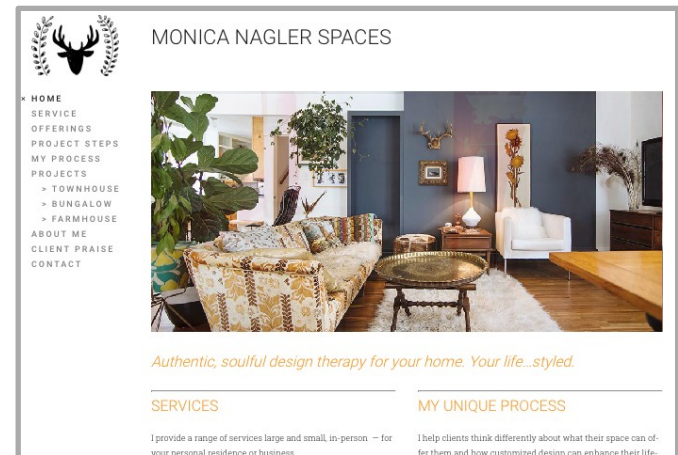 MONICA NAGLER SPACES
× HOME
SERVICE
OFFERINGS
PROJECT STEPS
MY PROCESS
PROJECTS
> TOWNHOUSE
> BUNGALOW
> FARMHOUSE
ABOUT ME
CLIENT PRAISE
CONTACT
Authentic, soulful design therapy for your home. Your life...styled.
SERVICES
I provide a range of services large and small, in-person — for
your personal residence or business.
MY UNIQUE PROCESS
I help clients think differently about what their space can of-
fer them and how customized design can enhance their life-